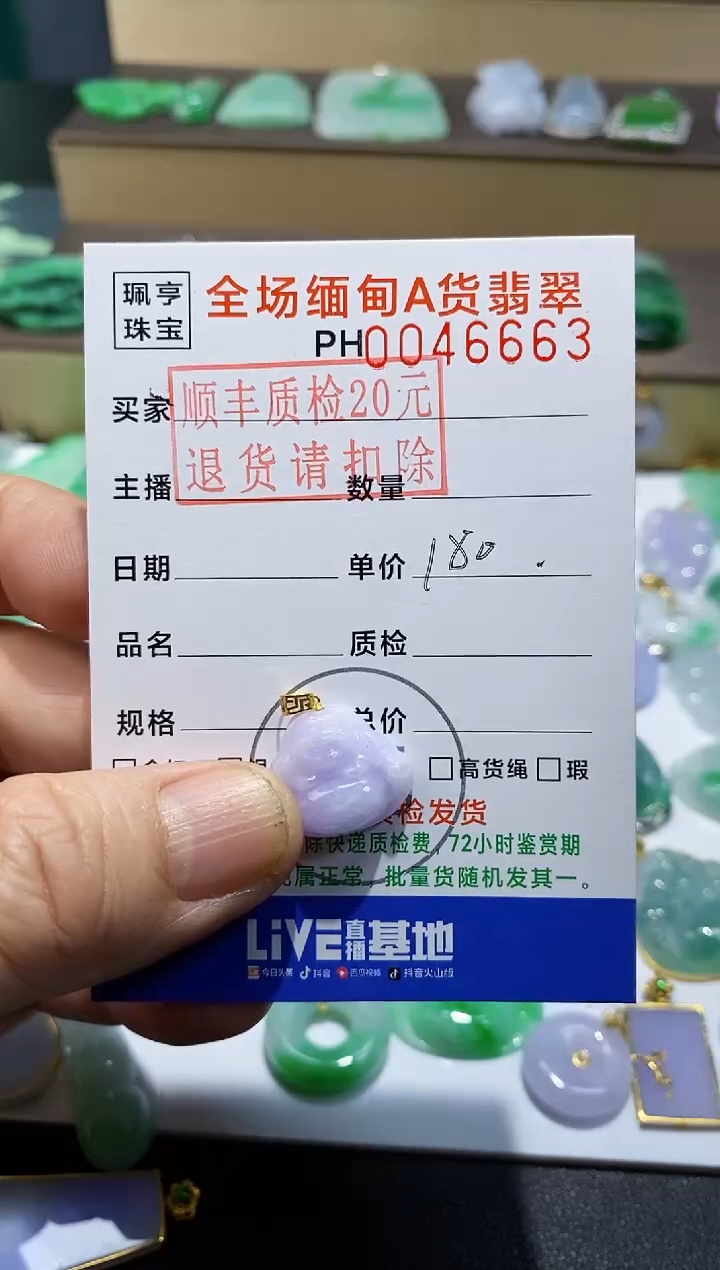 珮亨
珠宝
全场缅甸A货翡翠
PH0046663
买家
顺丰质检20元
退货请扣除
主播 数量
日期 单价 180.
品名 质检
规格 总价
高货绳 瑕
检发货
除快递质检费，72小时鉴赏期
属正常，批量货随机发其一。
LiVE直播基地
今日头条 抖音 西瓜视频 抖音火山版